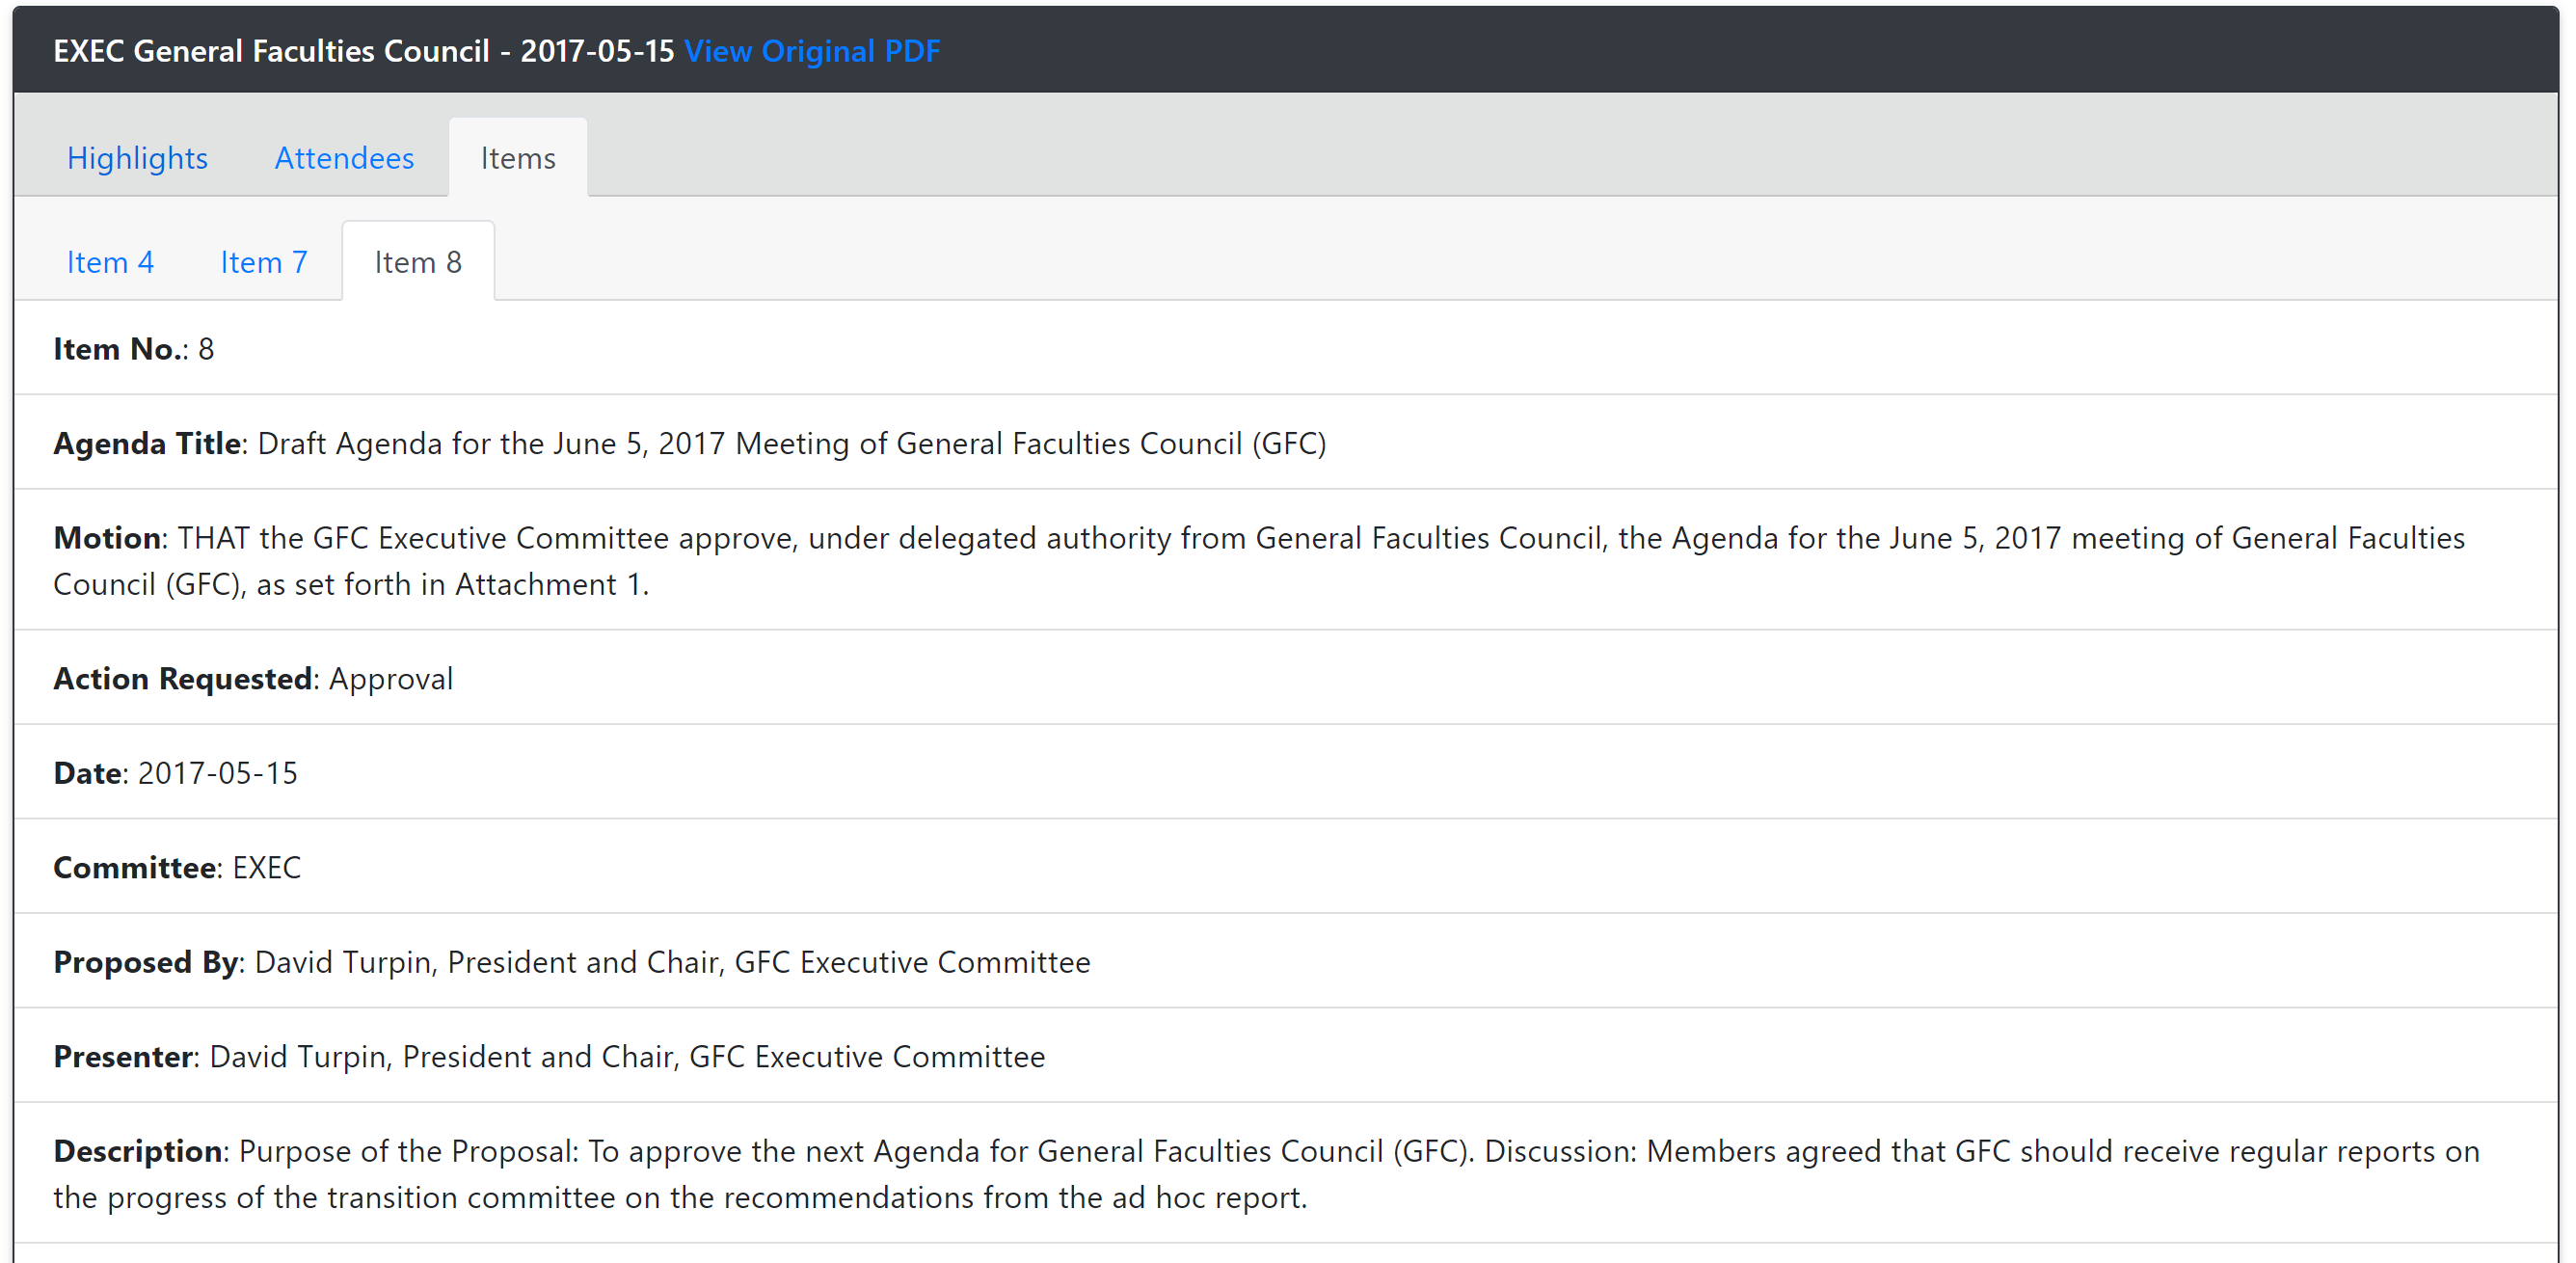 EXEC General Faculties Council - 2017-05-15 View Original PDF
Highlights Attendees Items
Item 4 Item 7 Item 8
Item No.: 8
Agenda Title: Draft Agenda for the June 5, 2017 Meeting of General Faculties Council (GFC)
Motion: THAT the GFC Executive Committee approve, under delegated authority from General Faculties Council, the Agenda for the June 5, 2017 meeting of General Faculties
Council (GFC), as set forth in Attachment 1.
Action Requested: Approval
Date: 2017-05-15
Committee: EXEC
Proposed By: David Turpin, President and Chair, GFC Executive Committee
Presenter: David Turpin, President and Chair, GFC Executive Committee
Description: Purpose of the Proposal: To approve the next Agenda for General Faculties Council (GFC). Discussion: Members agreed that GFC should receive regular reports on
the progress of the transition committee on the recommendations from the ad hoc report.